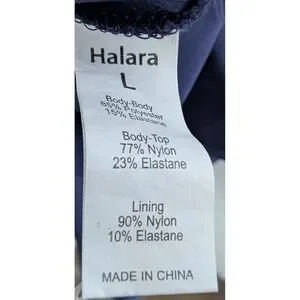 Halara
L
Body-Body
85% Polyester
15% Elastane
Body-Top
77% Nylon
23% Elastane
Lining
90% Nylon
10% Elastane
MADE IN CHINA